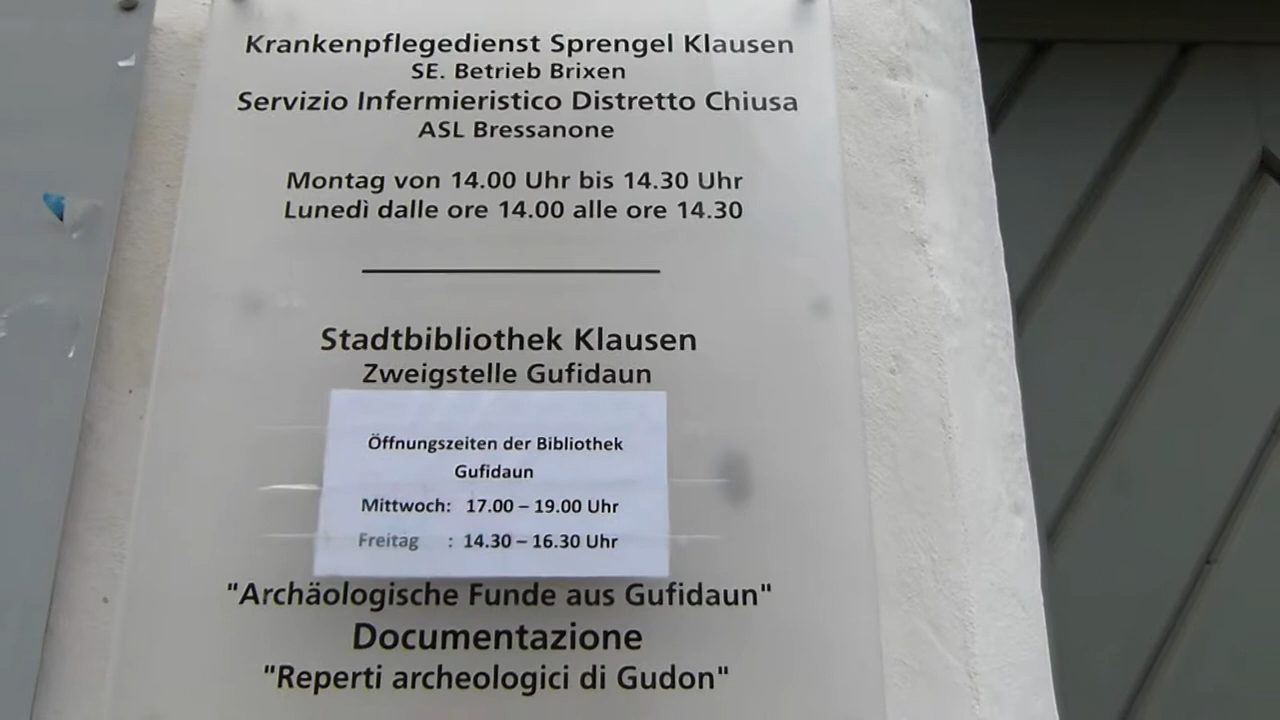 Krankenpflegedienst Sprengel Klausen
SE. Betrieb Brixen
Servizio Infermieristico Distretto Chiusa
ASL Bressanone
Montag von 14.00 Uhr bis 14.30 Uhr
Lunedì dalle ore 14.00 alle ore 14.30
Stadtbibliothek Klausen
Zweigstelle Gufidaun
Öffnungszeiten der Bibliothek
Gufidaun
Mittwoch: 17.00 – 19.00 Uhr
Freitag : 14.30 – 16.30 Uhr
"Archäologische Funde aus Gufidaun"
Documentazione
"Reperti archeologici di Gudon"